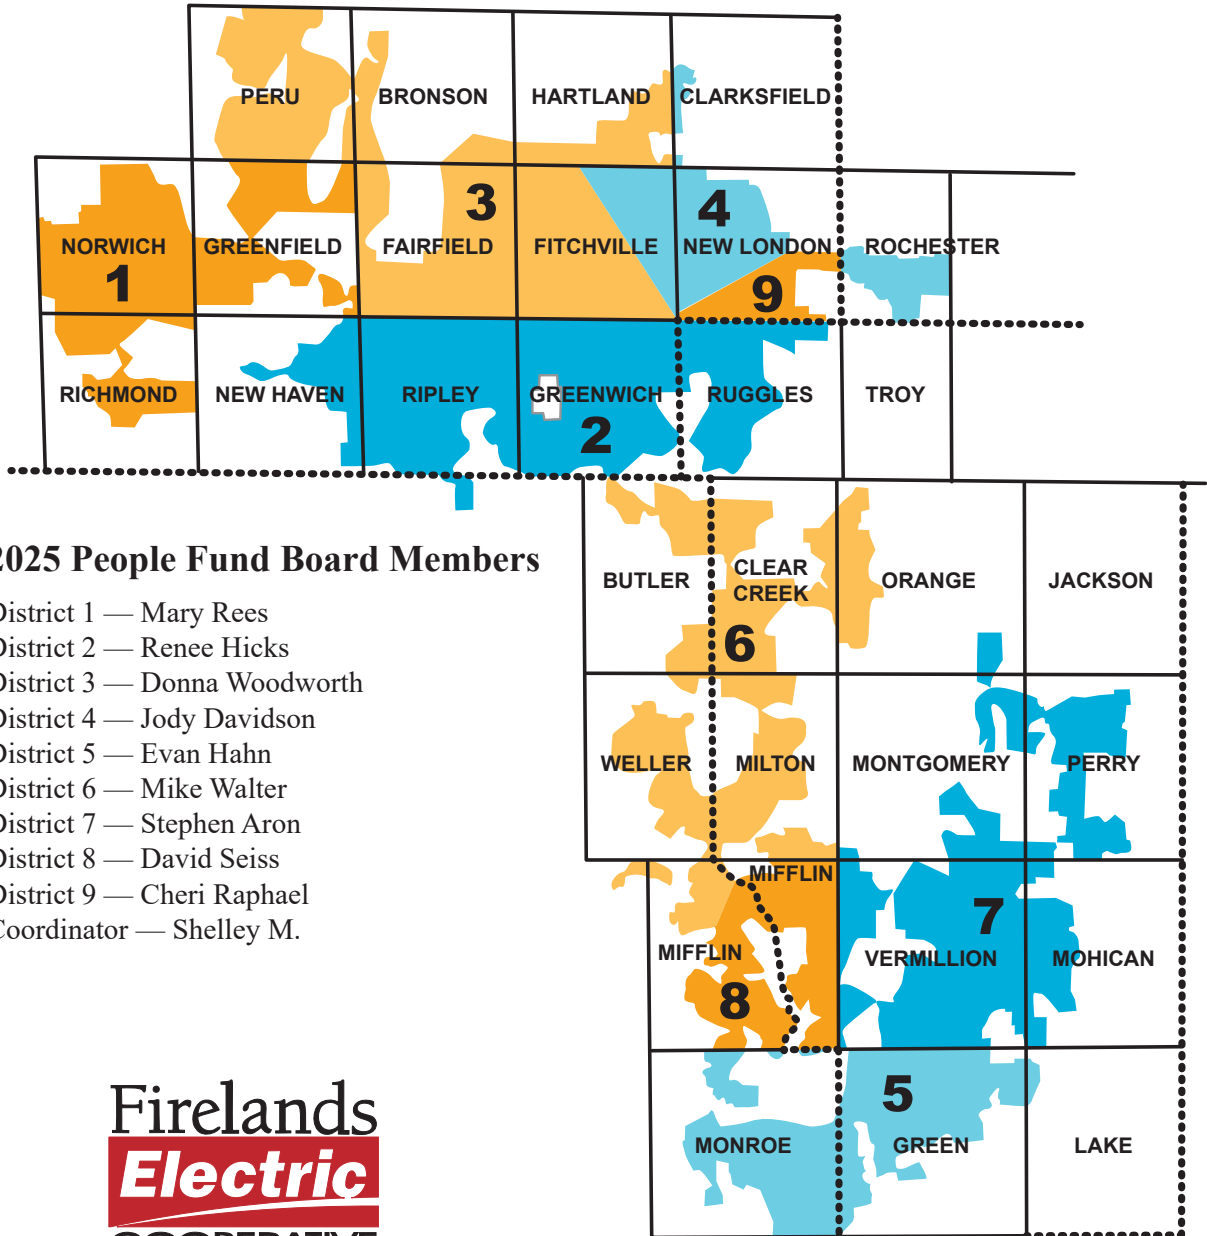 PERU BRONSON HARTLAND CLARKSFIELD
3
4
NORWICH GREENFIELD FAIRFIELD FITCHVILLE NEW LONDON ROCHESTER
1
9
RICHMOND NEW HAVEN RIPLEY GREENWICH RUGGLES TROY
2
2025 People Fund Board Members
District 1 — Mary Rees
District 2 — Renee Hicks
District 3 — Donna Woodworth
District 4 — Jody Davidson
District 5 — Evan Hahn
District 6 — Mike Walter
District 7 — Stephen Aron
District 8 — David Seiss
District 9 — Cheri Raphael
Coordinator — Shelley M.
BUTLER CLEAR CREEK ORANGE JACKSON
6
WELLER MILTON MONTGOMERY PERRY
MIFFLIN
7
MIFFLIN VERMILLION MOHICAN
8
5
MONROE GREEN LAKE
Firelands
Electric
COOPERATIVE